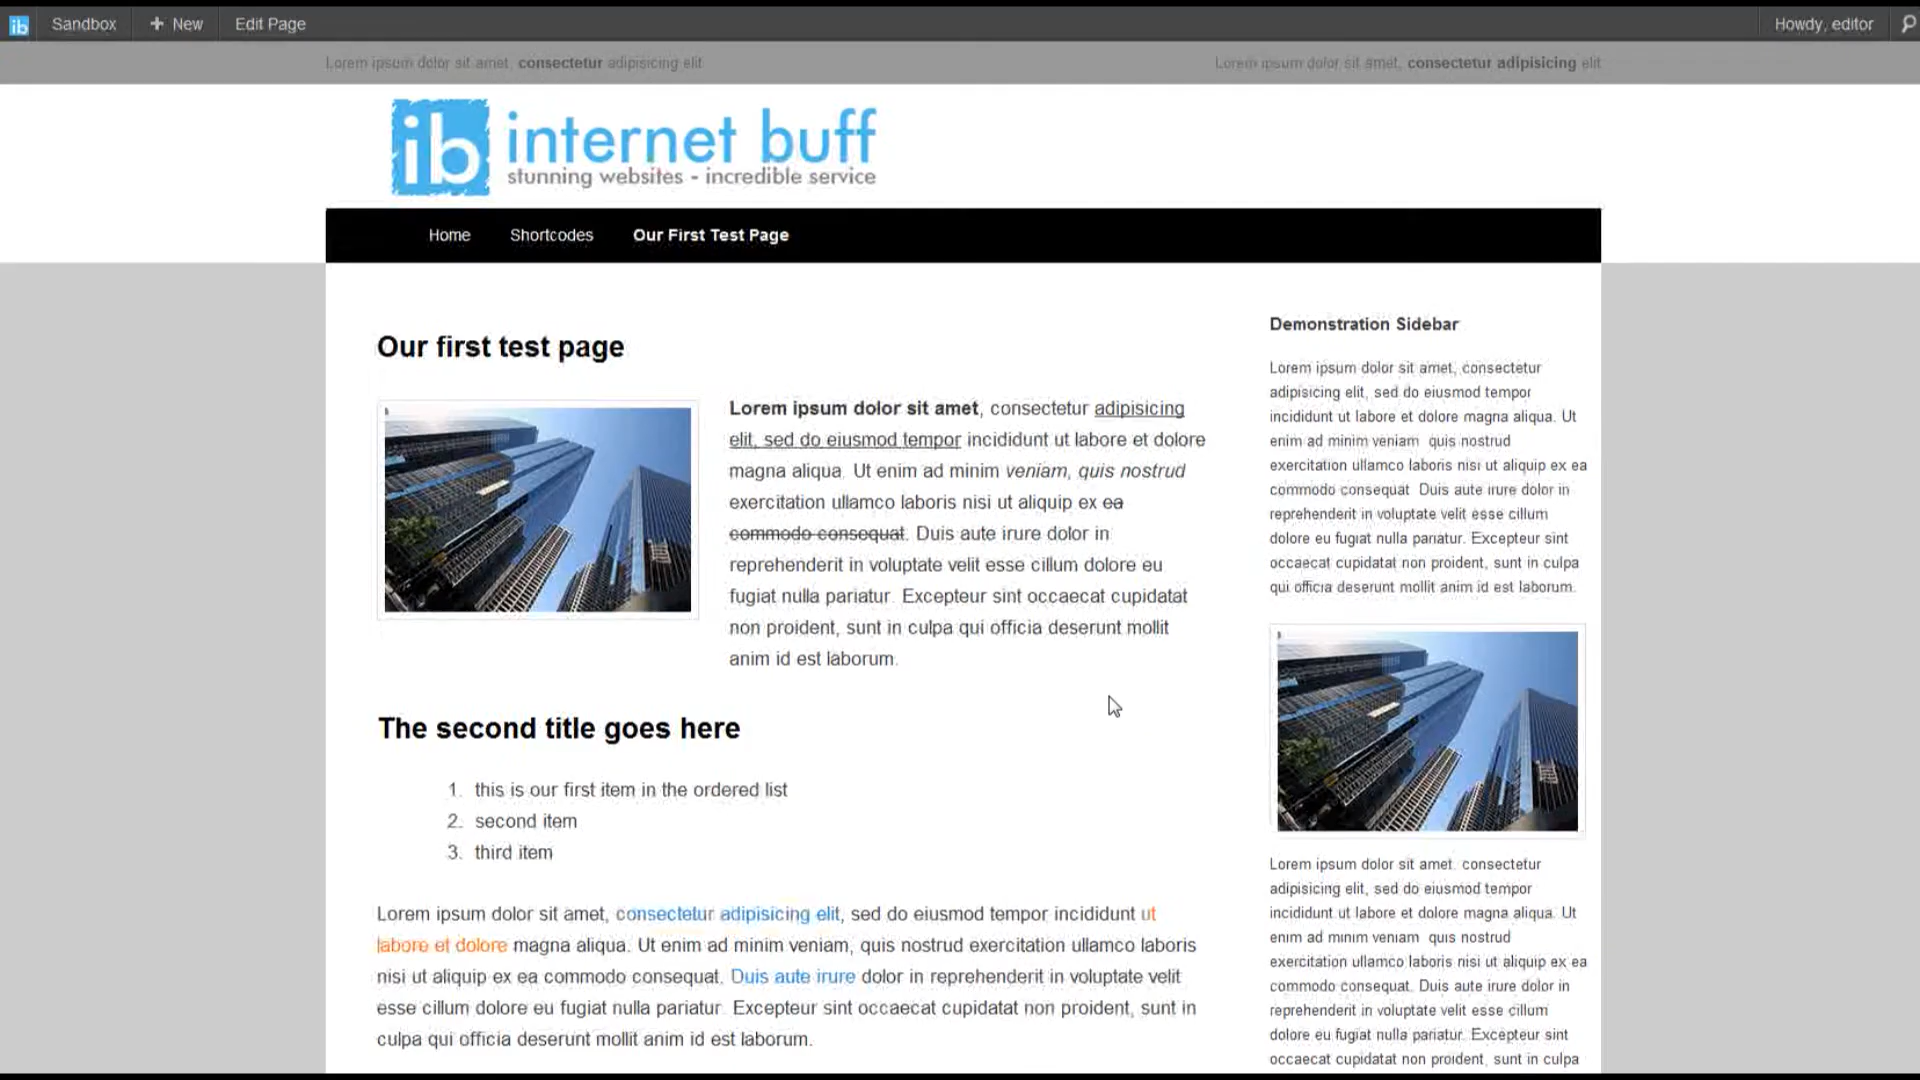 ib Sandbox + New Edit Page Howdy, editor
Lorem ipsum dolor sit amet, consectetur adipisicing elit Lorem ipsum dolor sit amet, consectetur adipisicing elit
ib internet buff
stunning websites - incredible service
Home Shortcodes Our First Test Page
Our first test page
Lorem ipsum dolor sit amet, consectetur adipisicing
elit, sed do eiusmod tempor incididunt ut labore et dolore
magna aliqua. Ut enim ad minim veniam, quis nostrud
exercitation ullamco laboris nisi ut aliquip ex ea
commodo consequat. Duis aute irure dolor in
reprehenderit in voluptate velit esse cillum dolore eu
fugiat nulla pariatur. Excepteur sint occaecat cupidatat
non proident, sunt in culpa qui officia deserunt mollit
anim id est laborum.
The second title goes here
1. this is our first item in the ordered list
2. second item
3. third item
Lorem ipsum dolor sit amet, consectetur adipisicing elit, sed do eiusmod tempor incididunt ut
labore et dolore magna aliqua. Ut enim ad minim veniam, quis nostrud exercitation ullamco laboris
nisi ut aliquip ex ea commodo consequat. Duis aute irure dolor in reprehenderit in voluptate velit
esse cillum dolore eu fugiat nulla pariatur. Excepteur sint occaecat cupidatat non proident, sunt in
culpa qui officia deserunt mollit anim id est laborum.
Demonstration Sidebar
Lorem ipsum dolor sit amet, consectetur
adipisicing elit, sed do eiusmod tempor
incididunt ut labore et dolore magna aliqua. Ut
enim ad minim veniam quis nostrud
exercitation ullamco laboris nisi ut aliquip ex ea
commodo consequat Duis aute irure dolor in
reprehenderit in voluptate velit esse cillum
dolore eu fugiat nulla pariatur. Excepteur sint
occaecat cupidatat non proident, sunt in culpa
qui officia deserunt mollit anim id est laborum.
Lorem ipsum dolor sit amet, consectetur
adipisicing elit, sed do eiusmod tempor
incididunt ut labore et dolore magna aliqua. Ut
enim ad minim veniam quis nostrud
exercitation ullamco laboris nisi ut aliquip ex ea
commodo consequat. Duis aute irure dolor in
reprehenderit in voluptate velit esse cillum
dolore eu fugiat nulla pariatur. Excepteur sint
occaecat cupidatat non proident, sunt in culpa